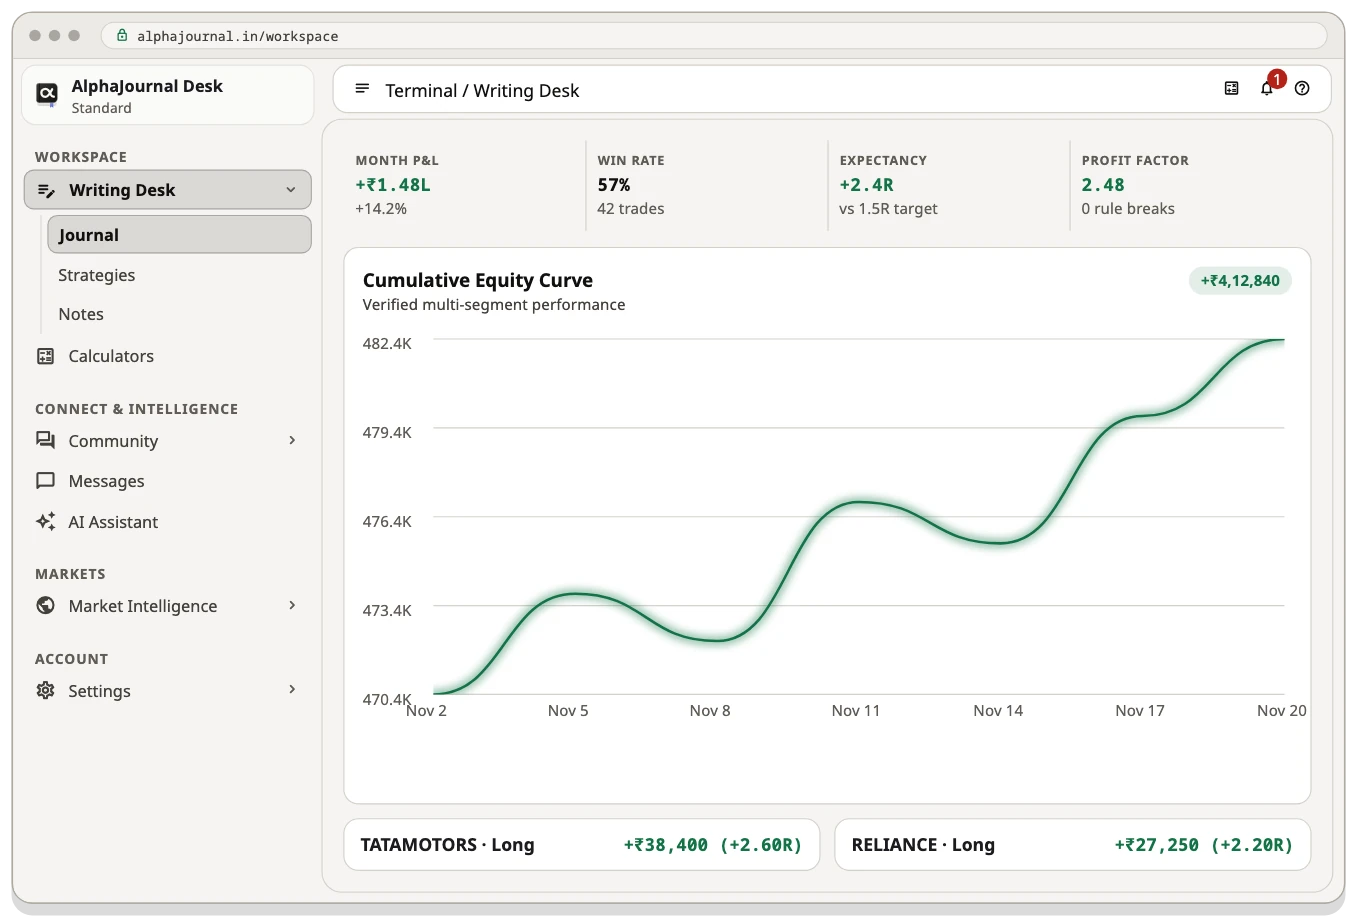 alphajournal.in/workspace
AlphaJournal Desk
Standard
WORKSPACE
Writing Desk
Journal
Strategies
Notes
Calculators
CONNECT & INTELLIGENCE
Community
Messages
AI Assistant
MARKETS
Market Intelligence
ACCOUNT
Settings
Terminal / Writing Desk
1
MONTH P&L
+₹1.48L
+14.2%
WIN RATE
57%
42 trades
EXPECTANCY
+2.4R
vs 1.5R target
PROFIT FACTOR
2.48
0 rule breaks
Cumulative Equity Curve
Verified multi-segment performance
+₹4,12,840
482.4K
479.4K
476.4K
473.4K
470.4K
Nov 2 Nov 5 Nov 8 Nov 11 Nov 14 Nov 17 Nov 20
TATAMOTORS · Long +₹38,400 (+2.60R)
RELIANCE · Long +₹27,250 (+2.20R)